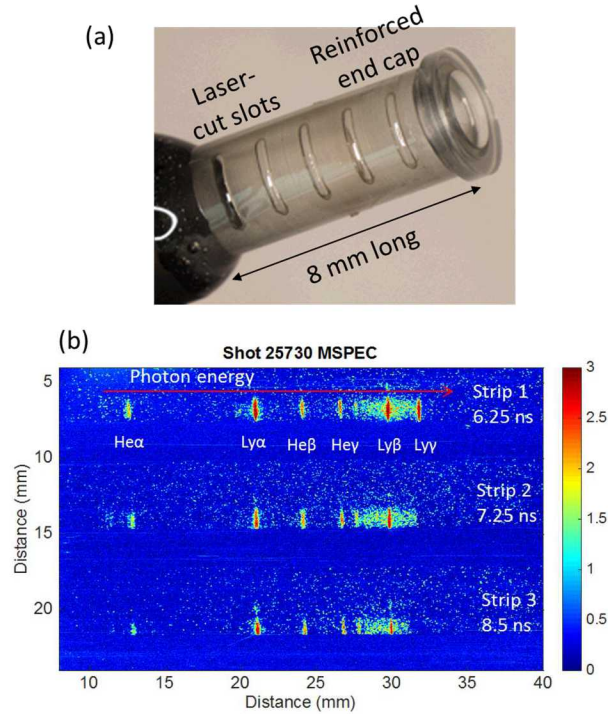 (a)
Laser-
cut slots
Reinforced
end cap
8 mm long
(b)
Shot 25730 MSPEC
Photon energy
Strip 1
6.25 ns
Heα
Lyα
Heβ
Heγ
Lyβ
Lyγ
Strip 2
7.25 ns
Strip 3
8.5 ns
5
10
15
20
Distance (mm)
10
15
20
25
30
35
40
Distance (mm)
3
2.5
2
1.5
1
0.5
0